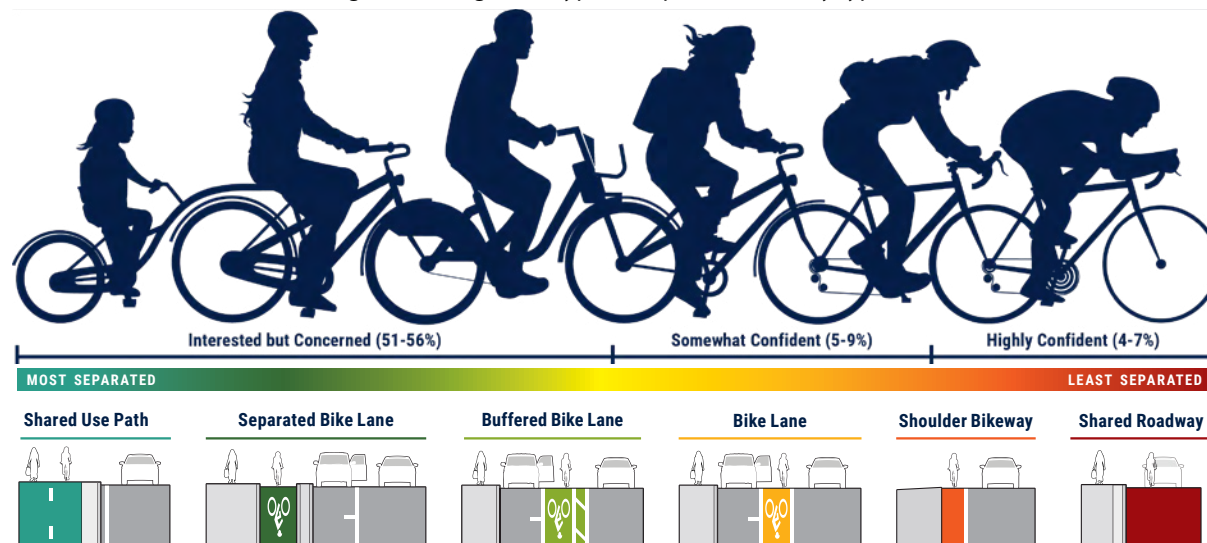 Interested but Concerned (51-56%)
Somewhat Confident (5-9%)
Highly Confident (4-7%)
MOST SEPARATED
LEAST SEPARATED
Shared Use Path
Separated Bike Lane
Buffered Bike Lane
Bike Lane
Shoulder Bikeway
Shared Roadway